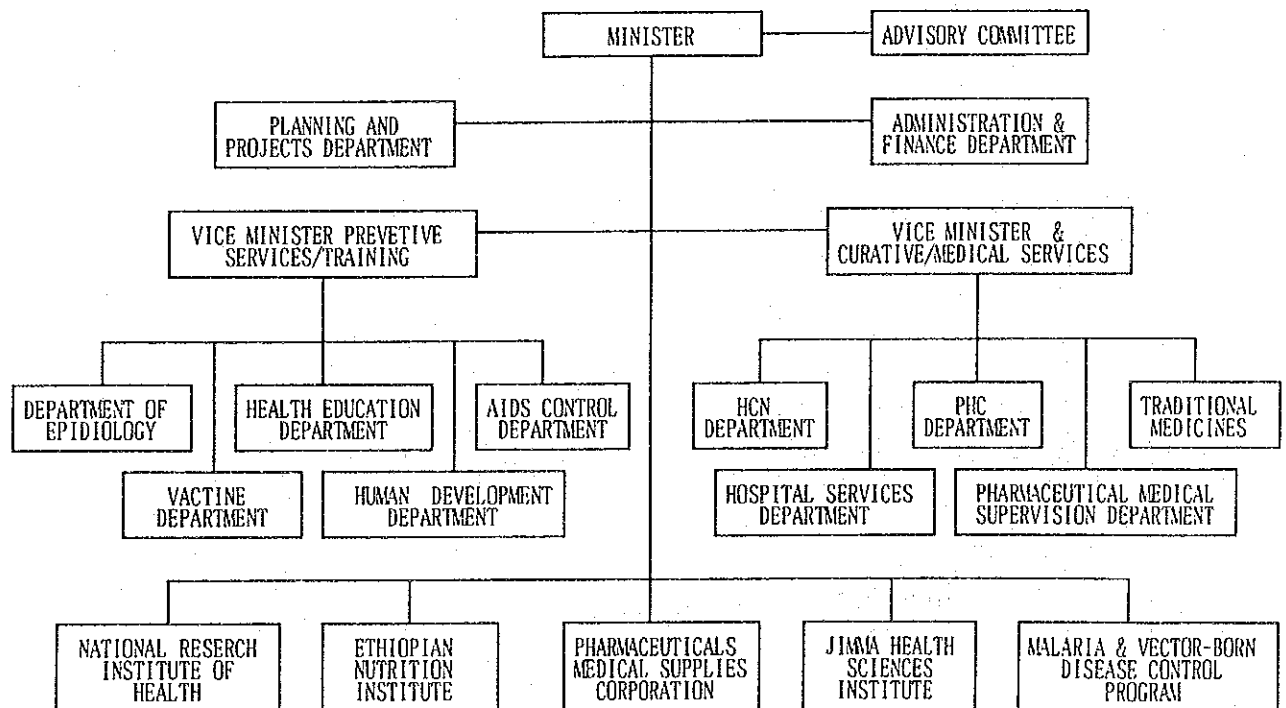 MINISTER
ADVISORY COMMITTEE
PLANNING AND
PROJECTS DEPARTMENT
ADMINISTRATION &
FINANCE DEPARTMENT
VICE MINISTER PREVETIVE
SERVICES/TRAINING
VICE MINISTER &
CURATIVE/MEDICAL SERVICES
DEPARTMENT OF
EPIDIOLOGY
HEALTH EDUCATION
DEPARTMENT
AIDS CONTROL
DEPARTMENT
HCN
DEPARTMENT
PHC
DEPARTMENT
TRADITIONAL
MEDICINES
VACTINE
DEPARTMENT
HUMAN DEVELOPMENT
DEPARTMENT
HOSPITAL SERVICES
DEPARTMENT
PHARMACEUTICAL MEDICAL
SUPERVISION DEPARTMENT
NATIONAL RESERCH
INSTITUTE OF
HEALTH
ETHIOPIAN
NUTRITION
INSTITUTE
PHARMACEUTICALS
MEDICAL SUPPLIES
CORPORATION
JIMMA HEALTH
SCIENCES
INSTITUTE
MALARIA & VECTOR-BORN
DISEASE CONTROL
PROGRAM